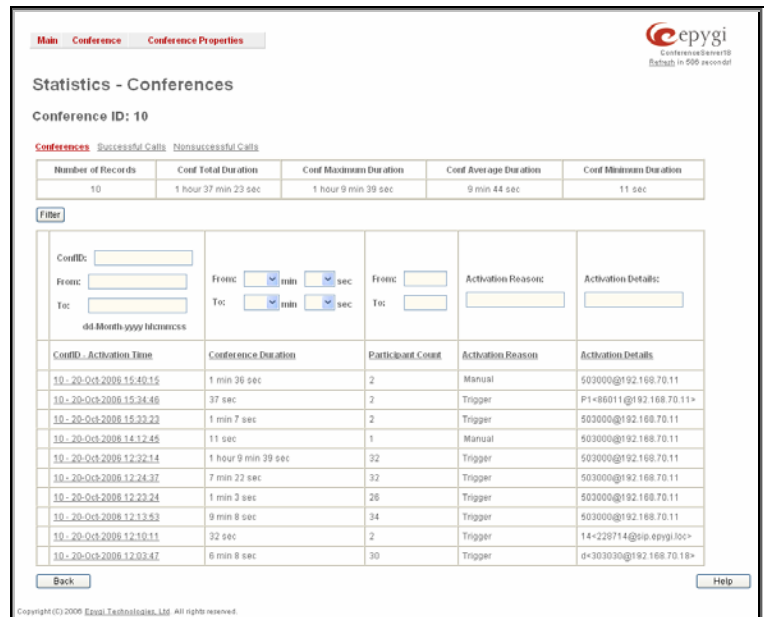 Main Conference Conference Properties
epygi
ConferenceServer10
Refresh in 506 seconds!
Statistics - Conferences
Conference ID: 10
Conferences Successful Calls Nonsuccessful Calls
Number of Records Conf Total Duration Conf Maximum Duration Conf Average Duration Conf Minimum Duration
10 1 hour 37 min 23 sec 1 hour 9 min 39 sec 9 min 44 sec 11 sec
Filter
ConfID:
From:
To:
dd-Month-yyyy hh:mm:ss
From: min sec
To: min sec
From:
To:
Activation Reason:
Activation Details:
ConfID - Activation Time Conference Duration Participant Count Activation Reason Activation Details
10 - 20-Oct-2006 15:40:15 1 min 36 sec 2 Manual 503000@192.168.70.11
10 - 20-Oct-2006 15:34:46 37 sec 2 Trigger P1<86011@192.168.70.11>
10 - 20-Oct-2006 15:33:23 1 min 7 sec 2 Trigger 503000@192.168.70.11
10 - 20-Oct-2006 14:12:45 11 sec 1 Manual 503000@192.168.70.11
10 - 20-Oct-2006 12:32:14 1 hour 9 min 39 sec 32 Trigger 503000@192.168.70.11
10 - 20-Oct-2006 12:24:37 7 min 22 sec 32 Trigger 503000@192.168.70.11
10 - 20-Oct-2006 12:23:24 1 min 3 sec 26 Trigger 503000@192.168.70.11
10 - 20-Oct-2006 12:13:53 9 min 8 sec 34 Trigger 503000@192.168.70.11
10 - 20-Oct-2006 12:10:11 32 sec 2 Trigger 14<228714@sip.epygi.loc>
10 - 20-Oct-2006 12:03:47 6 min 8 sec 30 Trigger d<303030@192.168.70.18>
Back Help
Copyright (C) 2006 Epygi Technologies, Ltd. All rights reserved.